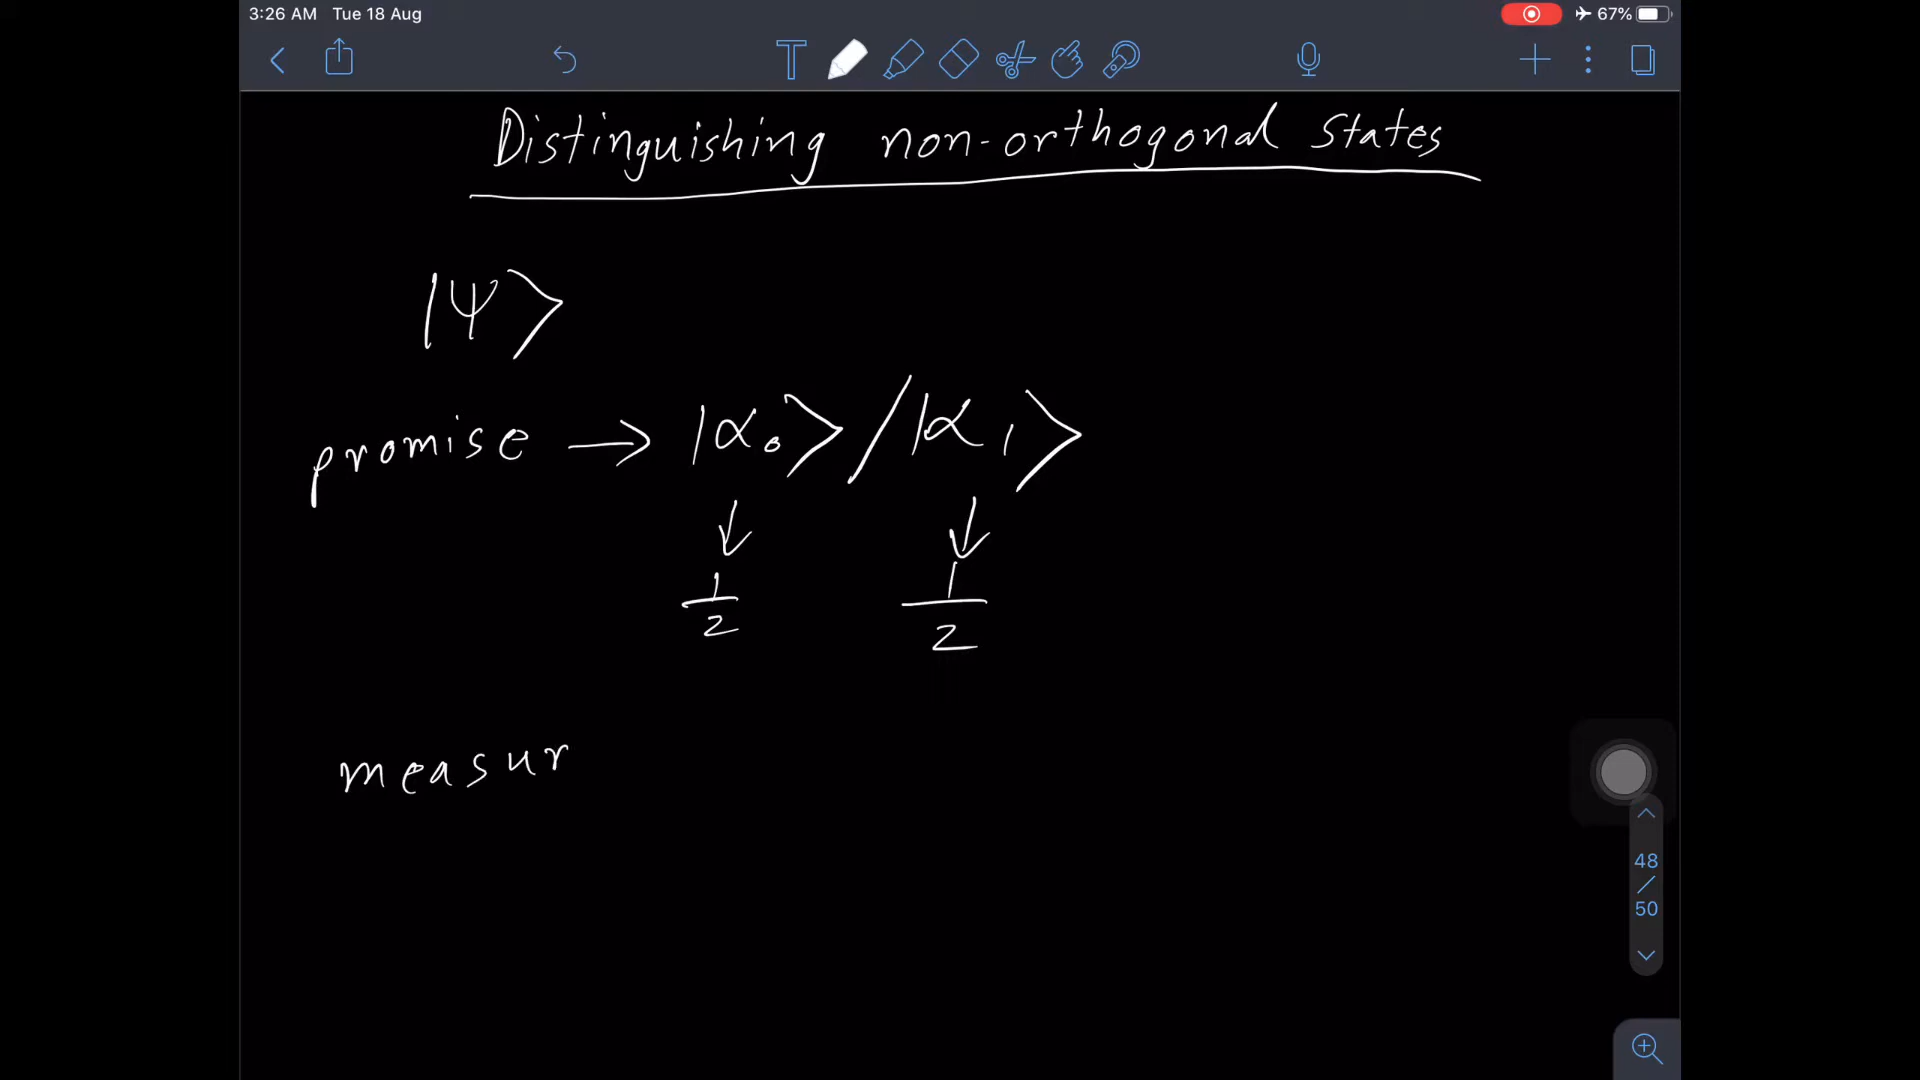 3:26 AM Tue 18 Aug 67%
Distinguishing non-orthogonal states
|ψ>
promise → |α₀> / |α₁>
↓ ↓
1/2 1/2
measur
48
/
50